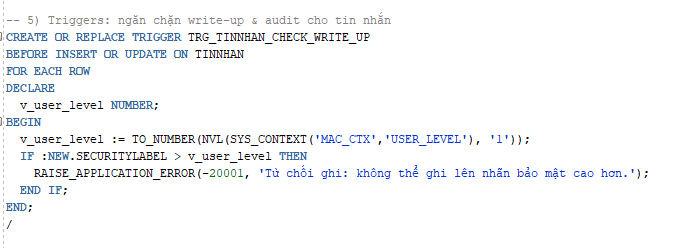 -- 5) Triggers: ngăn chặn write-up & audit cho tin nhắn
CREATE OR REPLACE TRIGGER TRG_TINNHAN_CHECK_WRITE_UP
BEFORE INSERT OR UPDATE ON TINNHAN
FOR EACH ROW
DECLARE
  v_user_level NUMBER;
BEGIN
  v_user_level := TO_NUMBER(NVL(SYS_CONTEXT('MAC_CTX','USER_LEVEL'), '1'));
  IF :NEW.SECURITYLABEL > v_user_level THEN
    RAISE_APPLICATION_ERROR(-20001, 'Từ chối ghi: không thể ghi lên nhãn bảo mật cao hơn.');
  END IF;
END;
/